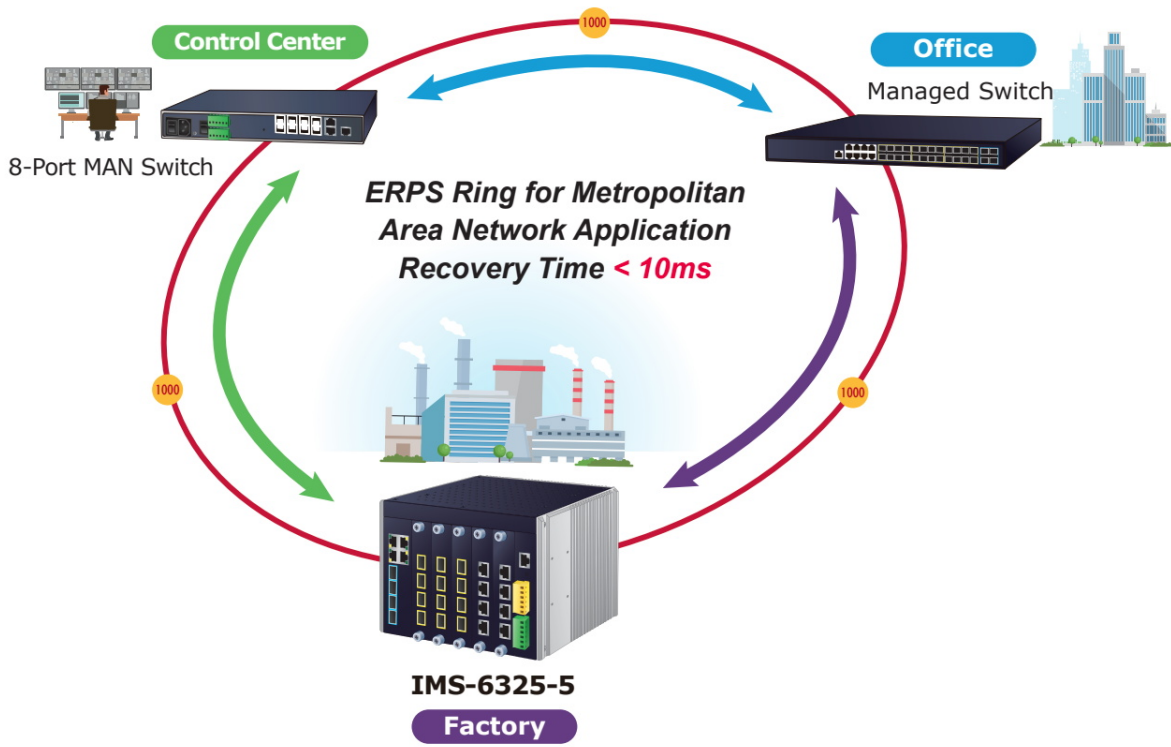 1000
Control Center
Office
Managed Switch
8-Port MAN Switch
ERPS Ring for Metropolitan
Area Network Application
Recovery Time < 10ms
1000
1000
IMS-6325-5
Factory